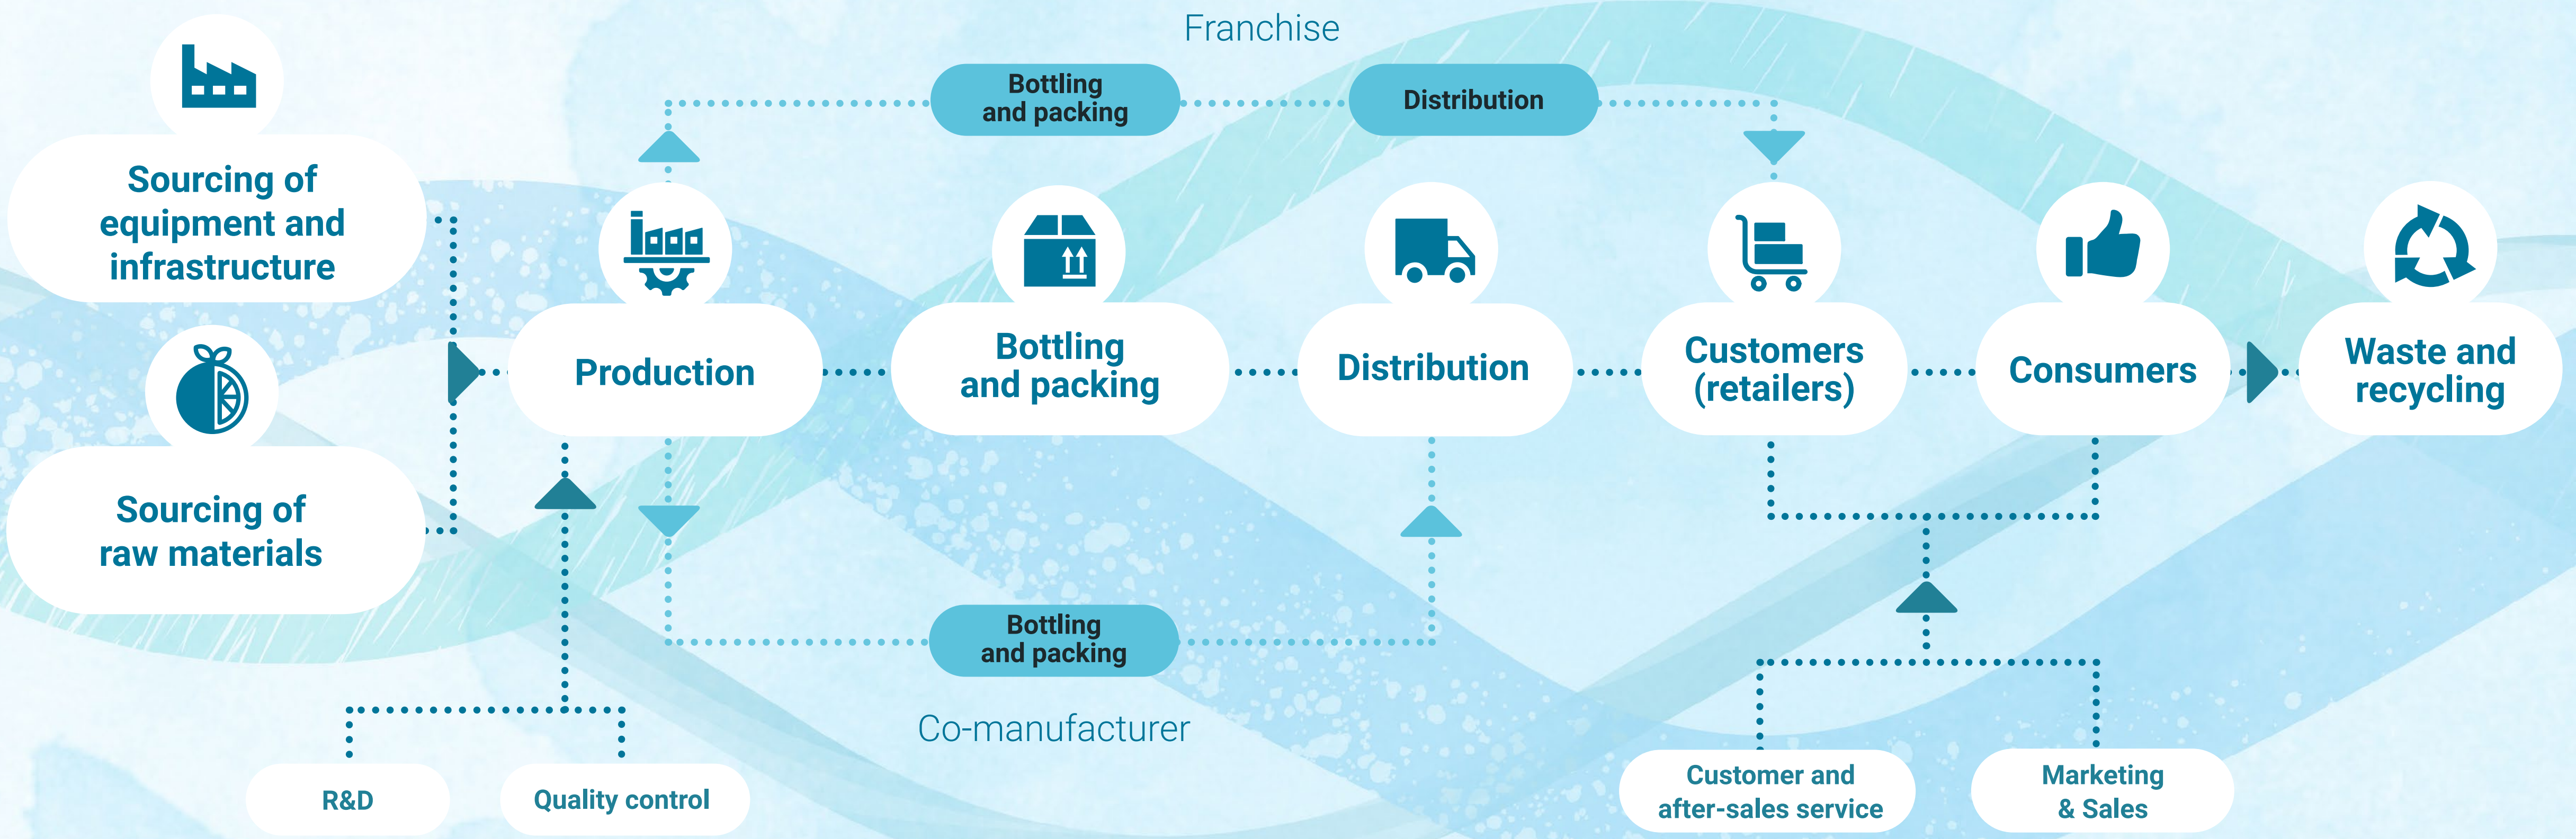 Franchise
Bottling
and packing
Distribution
Sourcing of
equipment and
infrastructure
Sourcing of
raw materials
Production
Bottling
and packing
Distribution
Customers
(retailers)
Consumers
Waste and
recycling
Bottling
and packing
Co-manufacturer
R&D
Quality control
Customer and
after-sales service
Marketing
& Sales